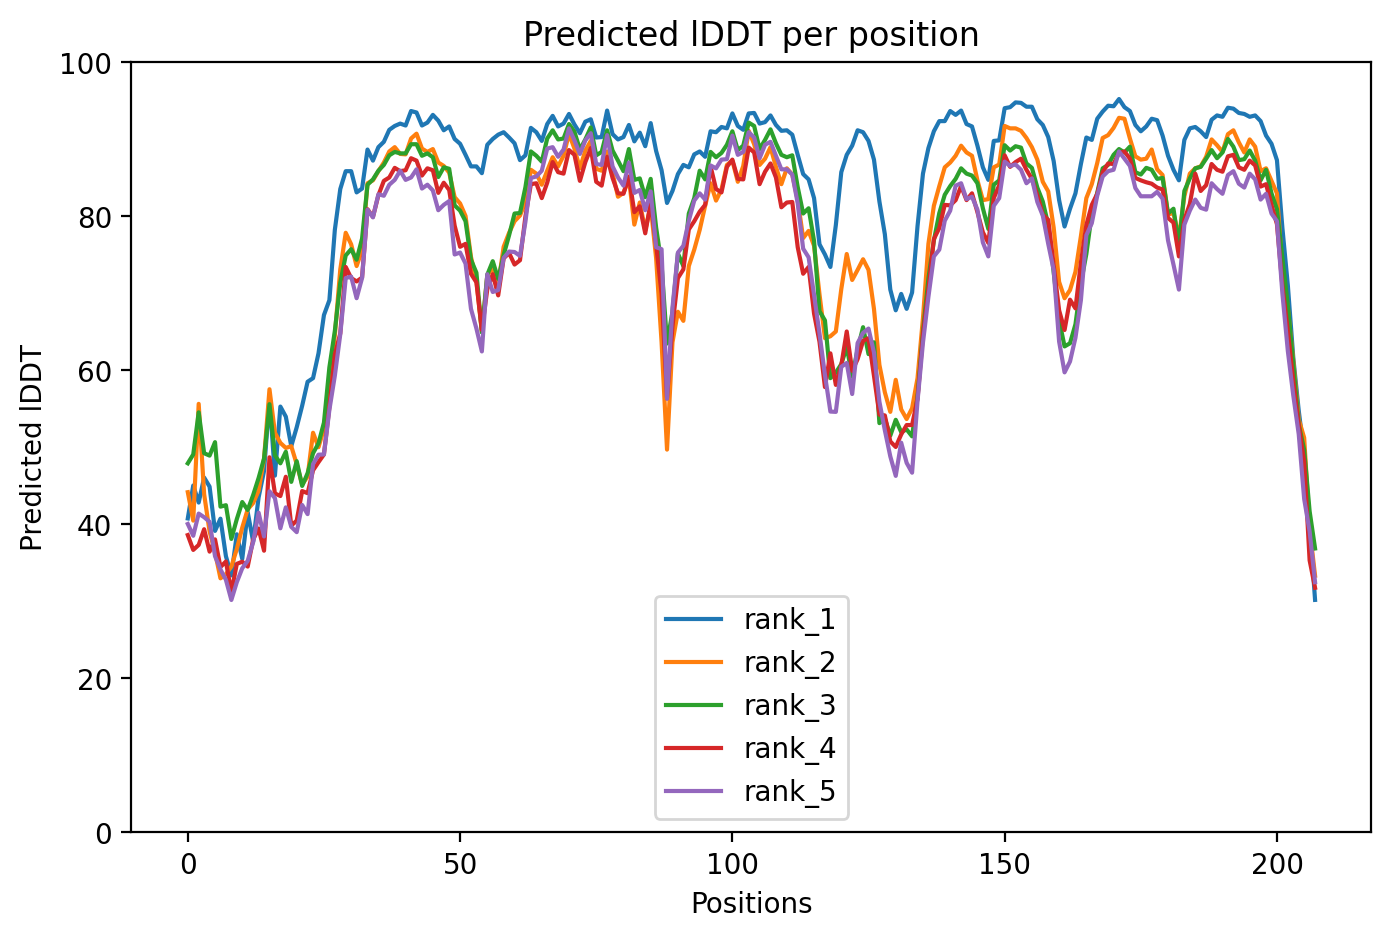 Predicted lDDT per position
100
80
60
40
20
0
Predicted lDDT
0 50 100 150 200
Positions
rank_1
rank_2
rank_3
rank_4
rank_5